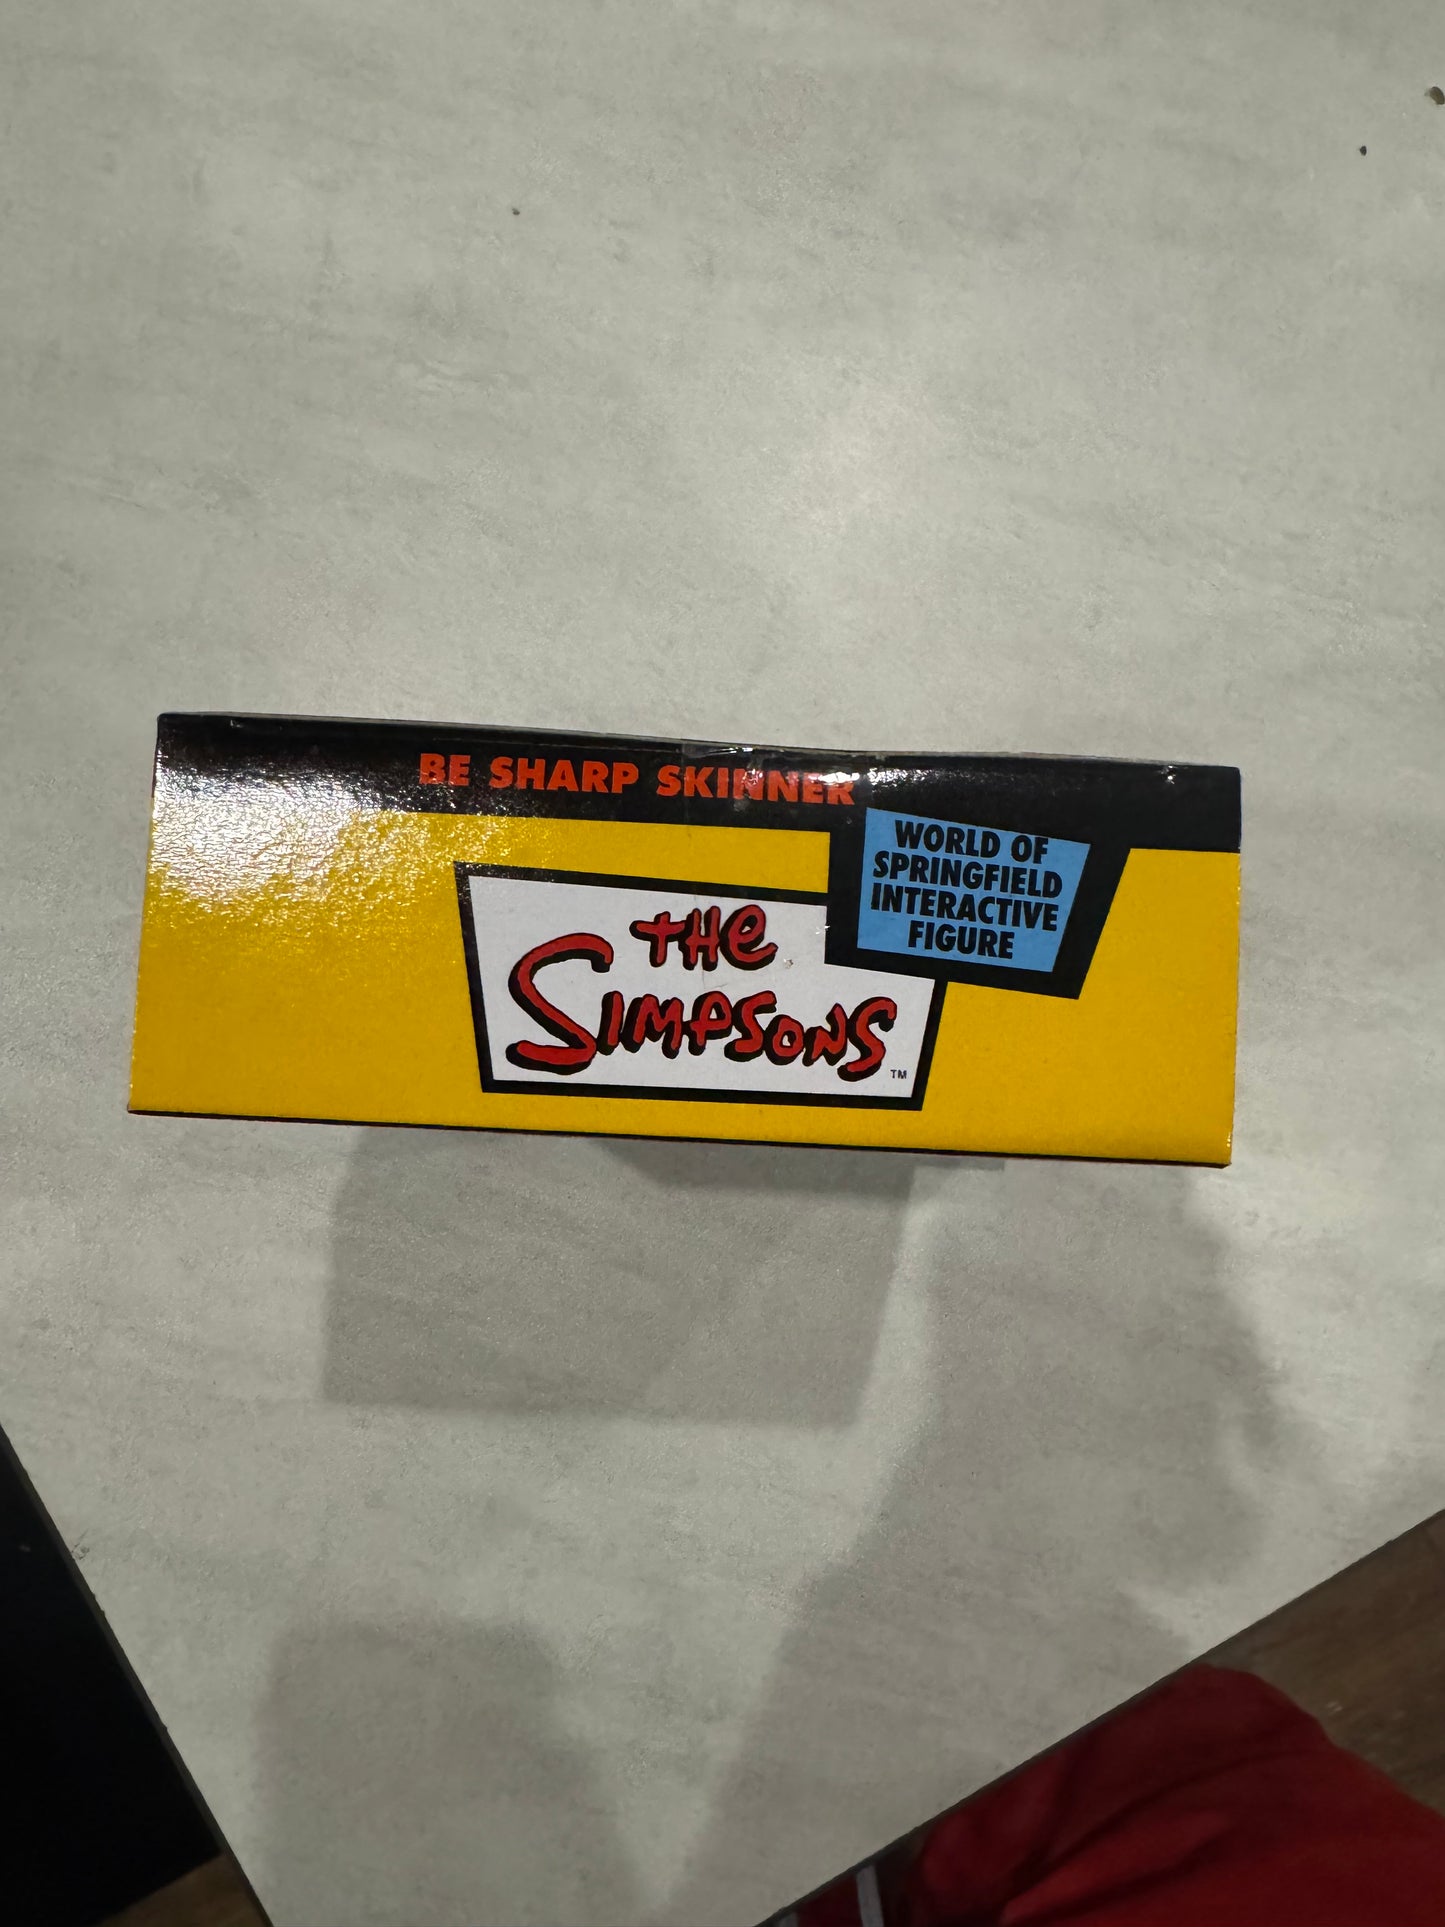 BE SHARP SKINNER
WORLD OF
SPRINGFIELD
INTERACTIVE
FIGURE
THE
SIMPSONS
TM